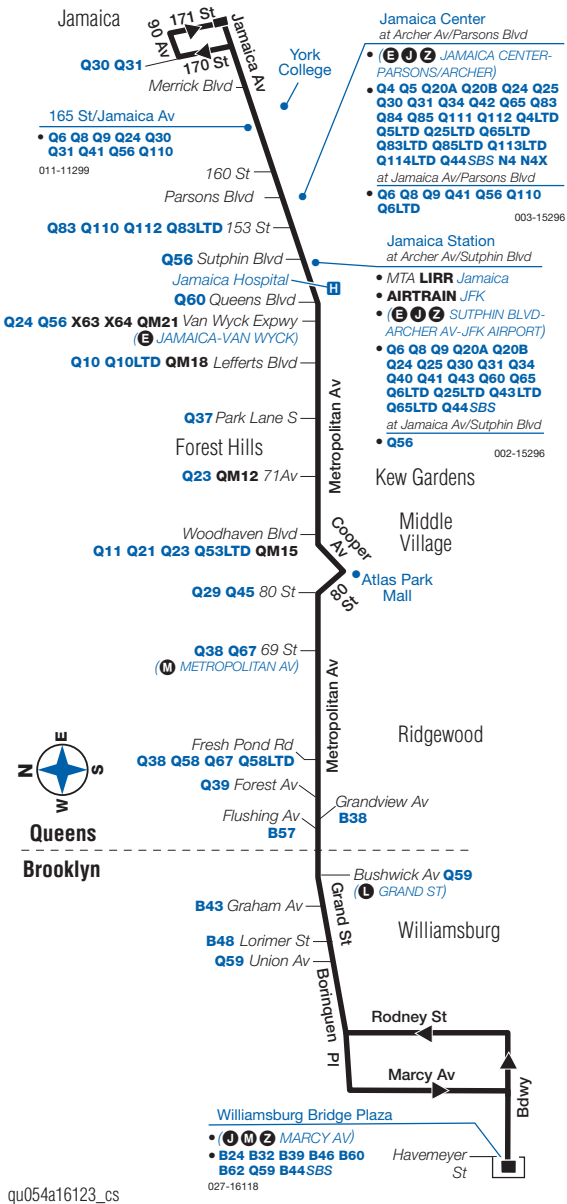 Jamaica
171 St
90 Av
170 St
Jamaica Av
Q30 Q31
Merrick Blvd
York
College
Jamaica Center
at Archer Av/Parsons Blvd
• (E J Z JAMAICA CENTER-
PARSONS/ARCHER)
• Q4 Q5 Q20A Q20B Q24 Q25
Q30 Q31 Q34 Q42 Q65 Q83
Q84 Q85 Q111 Q112 Q4LTD
Q5LTD Q25LTD Q65LTD
Q83LTD Q85LTD Q113LTD
Q114LTD Q44SBS N4 N4X
at Jamaica Av/Parsons Blvd
• Q6 Q8 Q9 Q41 Q56 Q110
Q6LTD
003-15296
165 St/Jamaica Av
• Q6 Q8 Q9 Q24 Q30
Q31 Q41 Q56 Q110
011-11299
160 St
Parsons Blvd
Q83 Q110 Q112 Q83LTD 153 St
Q56 Sutphin Blvd
Jamaica Hospital H
Q60 Queens Blvd
Q24 Q56 X63 X64 QM21 Van Wyck Expwy
(E JAMAICA-VAN WYCK)
Q10 Q10LTD QM18 Lefferts Blvd
Jamaica Station
at Archer Av/Sutphin Blvd
• MTA LIRR Jamaica
• AIRTRAIN JFK
• (E J Z SUTPHIN BLVD-
ARCHER AV-JFK AIRPORT)
• Q6 Q8 Q9 Q20A Q20B
Q24 Q25 Q30 Q31 Q34
Q40 Q41 Q43 Q60 Q65
Q6LTD Q25LTD Q43LTD
Q65LTD Q44SBS
at Jamaica Av/Sutphin Blvd
• Q56
002-15296
Q37 Park Lane S
Metropolitan Av
Forest Hills
Kew Gardens
Q23 QM12 71Av
Middle
Village
Woodhaven Blvd
Q11 Q21 Q23 Q53LTD QM15
Cooper
Av
80 St
Atlas Park
Mall
Q29 Q45 80 St
Q38 Q67 69 St
(M METROPOLITAN AV)
Metropolitan Av
Ridgewood
Fresh Pond Rd
Q38 Q58 Q67 Q58LTD
Q39 Forest Av
Grandview Av
B38
Flushing Av
B57
N
E
S
W
Queens
Brooklyn
Bushwick Av Q59
(L GRAND ST)
Grand St
B43 Graham Av
Williamsburg
B48 Lorimer St
Q59 Union Av
Borinquen Pl
Rodney St
Marcy Av
Bdwy
Williamsburg Bridge Plaza
• (J M Z MARCY AV)
• B24 B32 B39 B46 B60
B62 Q59 B44SBS
027-16118
Havemeyer
St
qu054a16123_cs